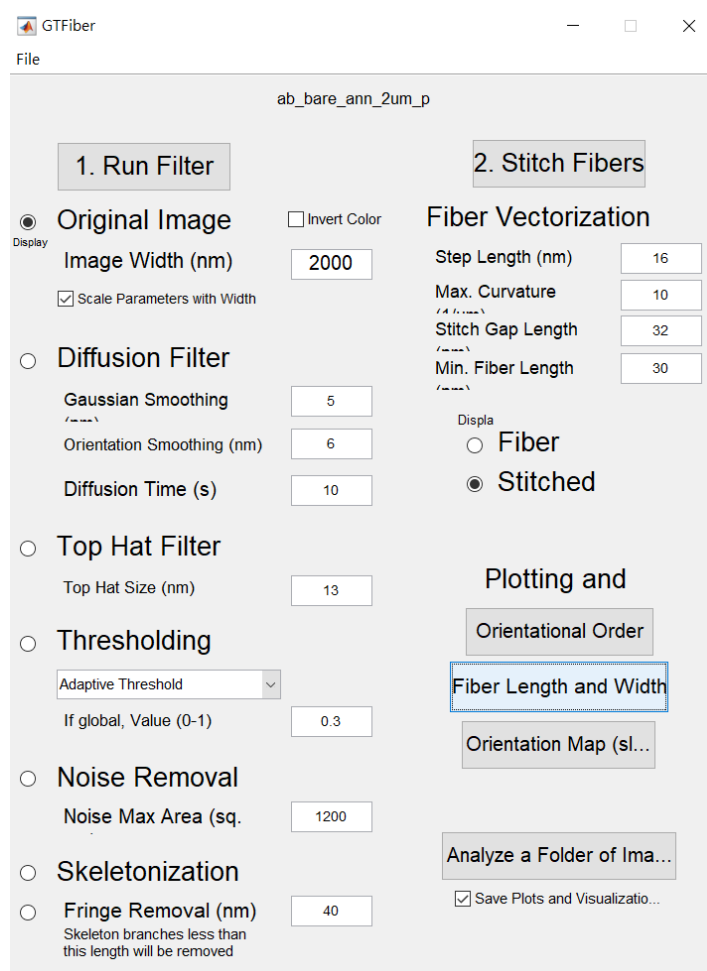 GTFiber
File
ab_bare_ann_2um_p
1. Run Filter
Original Image
Display
Invert Color
Image Width (nm)
2000
Scale Parameters with Width
Diffusion Filter
Gaussian Smoothing
5
Orientation Smoothing (nm)
6
Diffusion Time (s)
10
Top Hat Filter
Top Hat Size (nm)
13
Thresholding
Adaptive Threshold
If global, Value (0-1)
0.3
Noise Removal
Noise Max Area (sq.
1200
Skeletonization
Fringe Removal (nm)
40
Skeleton branches less than
this length will be removed
2. Stitch Fibers
Fiber Vectorization
Step Length (nm)
16
Max. Curvature
10
Stitch Gap Length
32
Min. Fiber Length
30
Displa
Fiber
Stitched
Plotting and
Orientational Order
Fiber Length and Width
Orientation Map (sl...
Analyze a Folder of Ima...
Save Plots and Visualizatio...